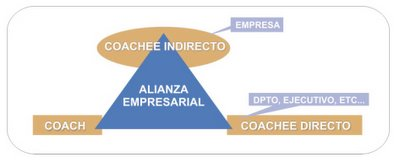 EMPRESA
COACHEE INDIRECTO
ALIANZA
EMPRESARIAL
DPTO, EJECUTIVO, ETC...
COACH
COACHEE DIRECTO